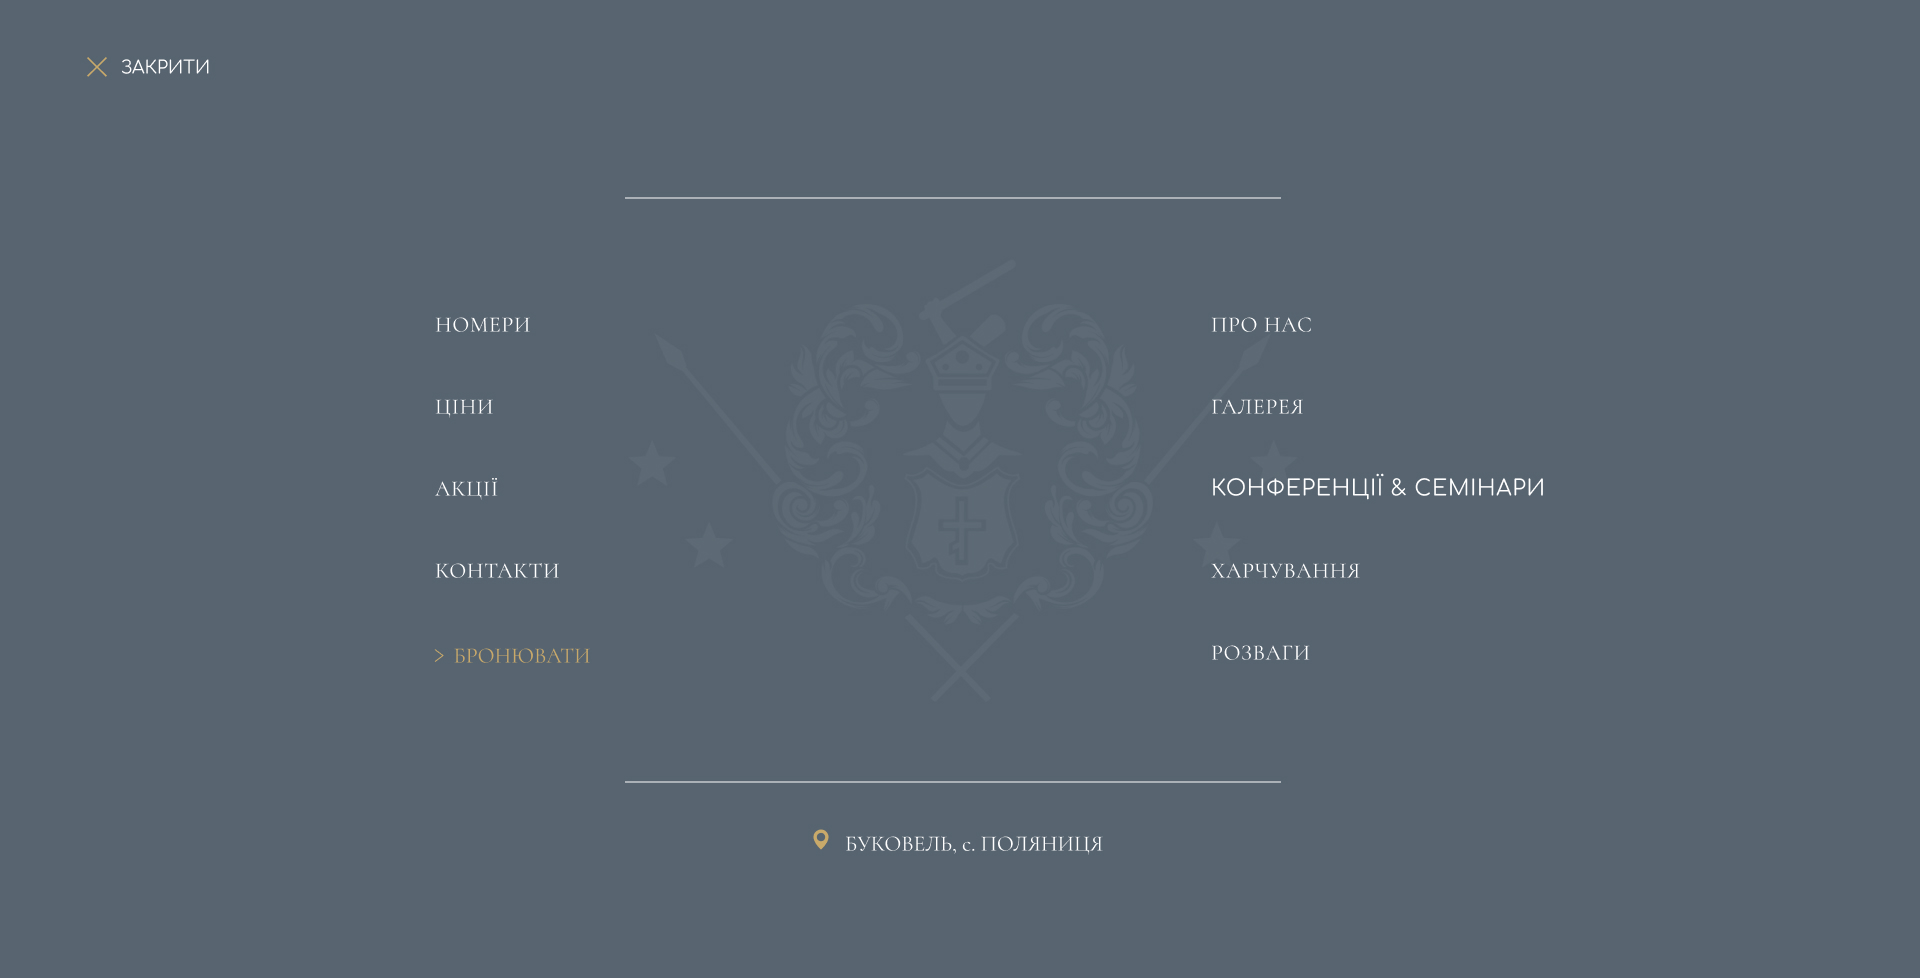 ЗАКРИТИ
НОМЕРИ
ЦІНИ
АКЦІЇ
КОНТАКТИ
> БРОНЮВАТИ
ПРО НАС
ГАЛЕРЕЯ
КОНФЕРЕНЦІЇ & СЕМІНАРИ
ХАРЧУВАННЯ
РОЗВАГИ
БУКОВЕЛЬ, с. ПОЛЯНИЦЯ